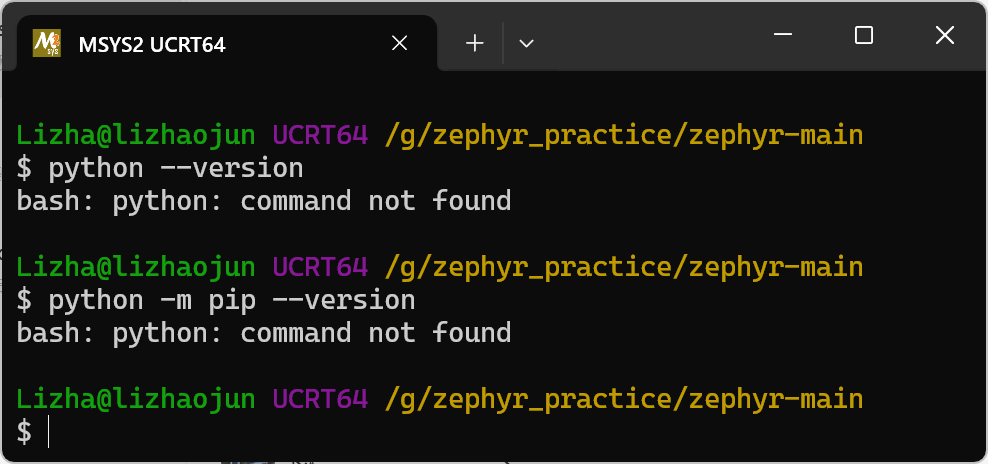 M
sys
MSYS2 UCRT64
Lizha@lizhaojun UCRT64 /g/zephyr_practice/zephyr-main
$ python --version
bash: python: command not found
Lizha@lizhaojun UCRT64 /g/zephyr_practice/zephyr-main
$ python -m pip --version
bash: python: command not found
Lizha@lizhaojun UCRT64 /g/zephyr_practice/zephyr-main
$